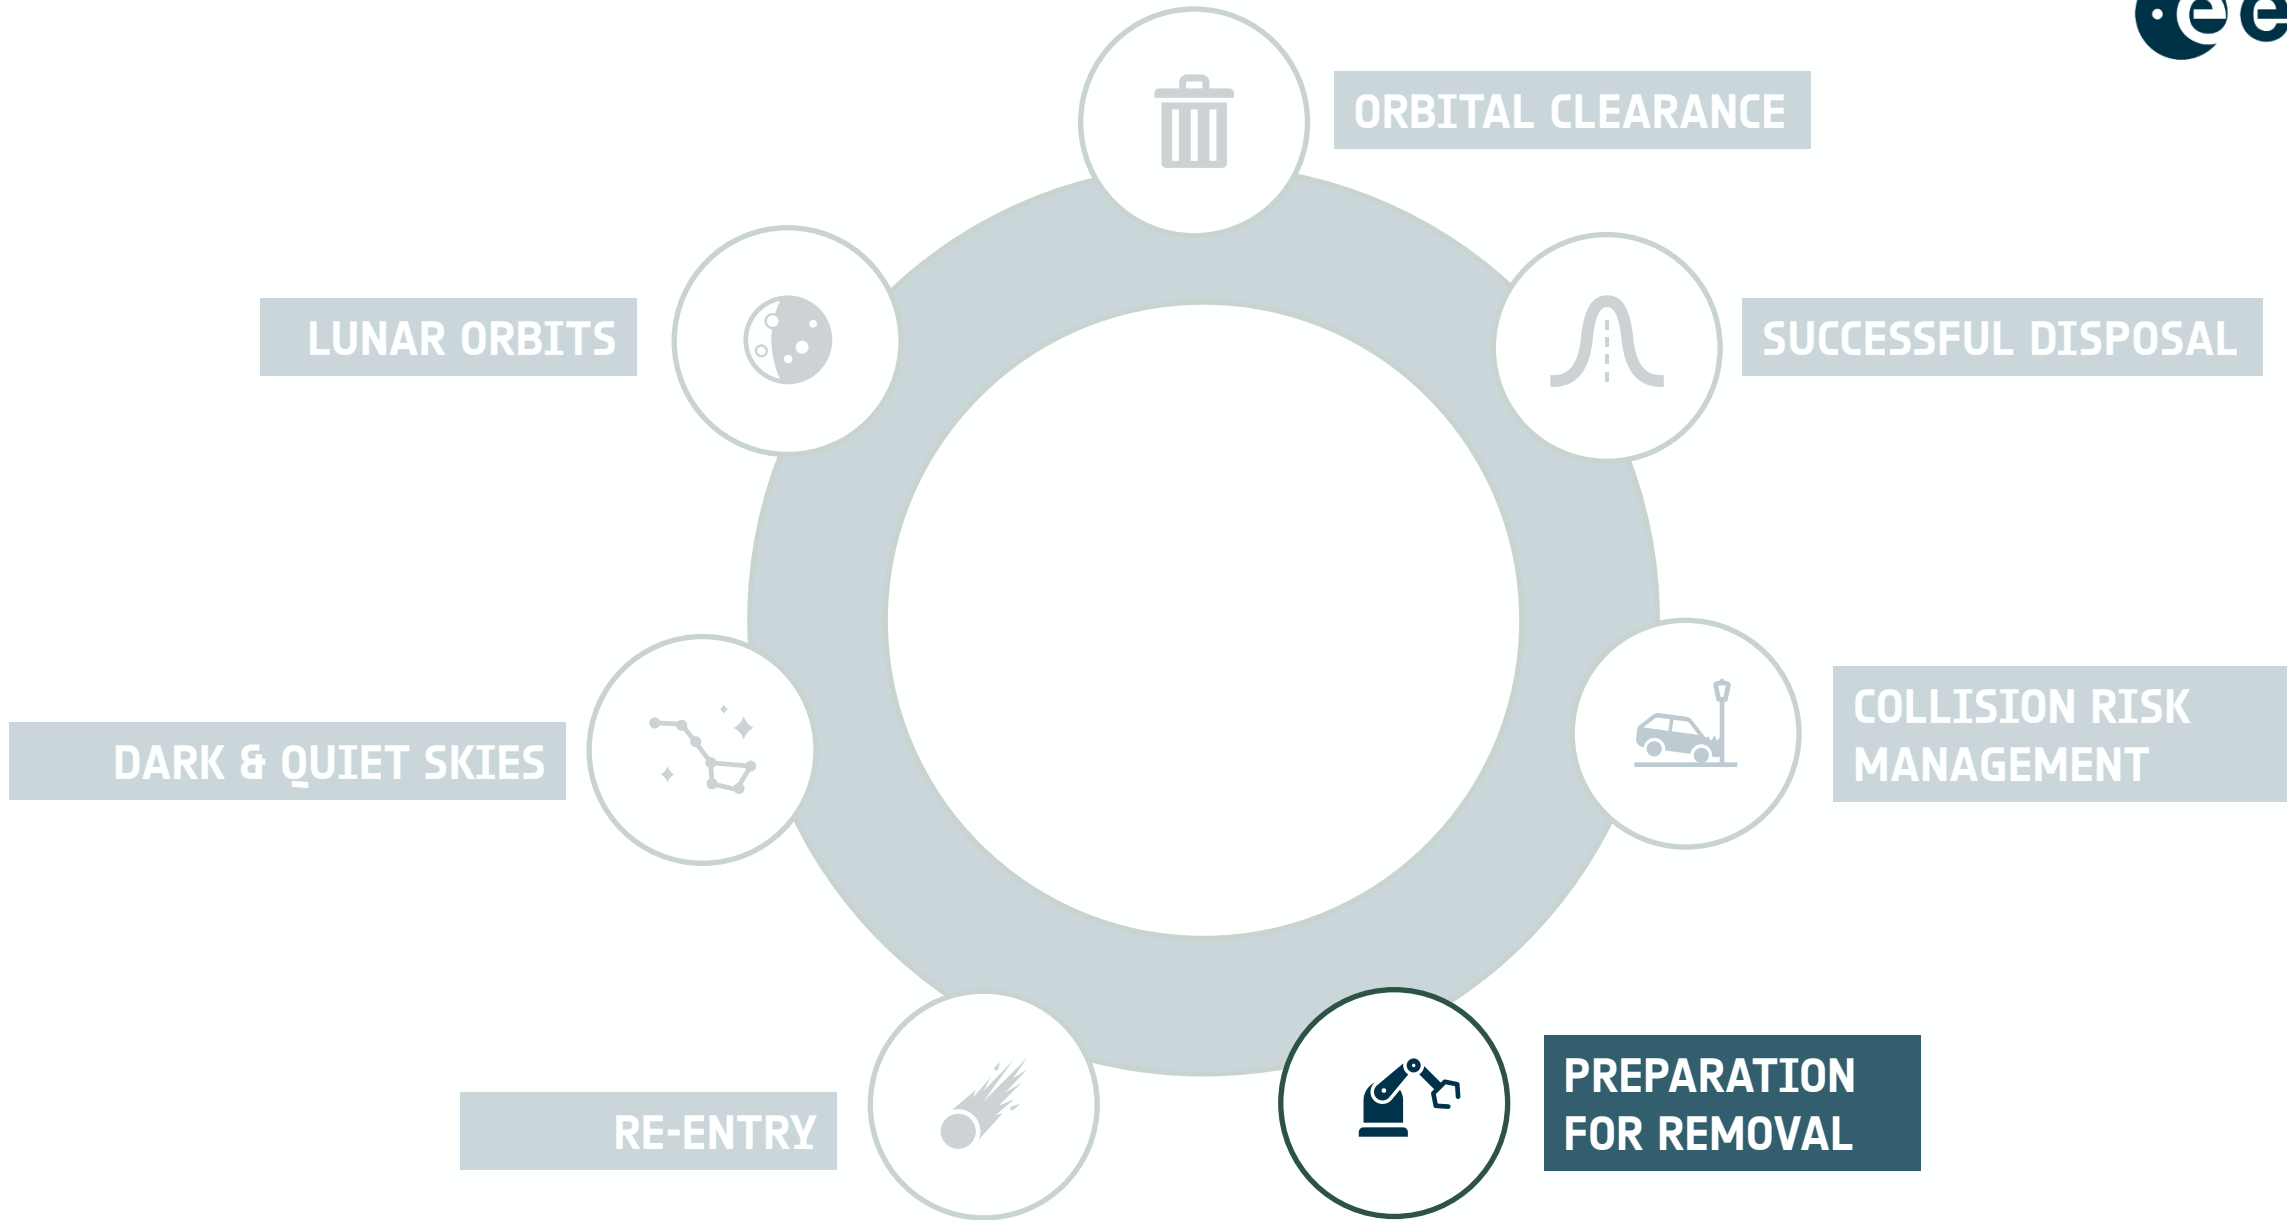 ORBITAL CLEARANCE
LUNAR ORBITS
SUCCESSFUL DISPOSAL
COLLISION RISK
MANAGEMENT
DARK & QUIET SKIES
PREPARATION
FOR REMOVAL
RE-ENTRY